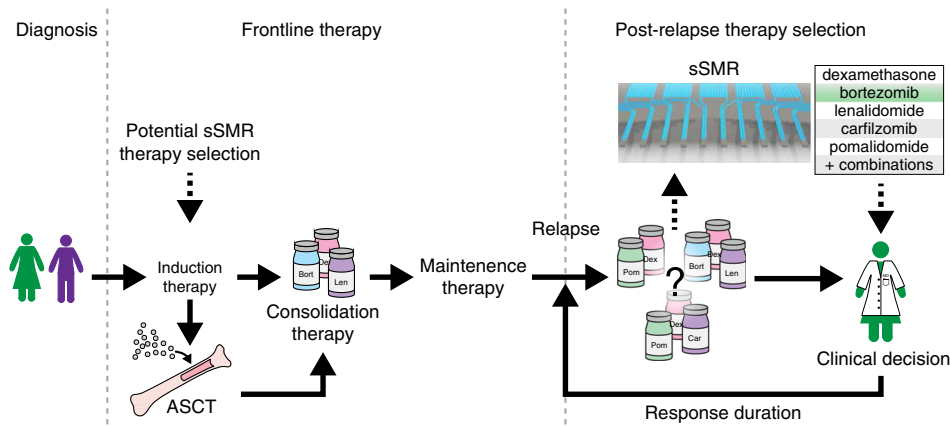 Diagnosis
Frontline therapy
Post-relapse therapy selection
sSMR
dexamethasone
bortezomib
lenalidomide
carfilzomib
pomalidomide
+ combinations
Potential sSMR
therapy selection
Relapse
Induction
therapy
Bort
De
Len
Consolidation
therapy
Maintenence
therapy
Pom
Dex
Bort
Dex
Len
?
Pom
Dex
Car
ASCT
Clinical decision
Response duration